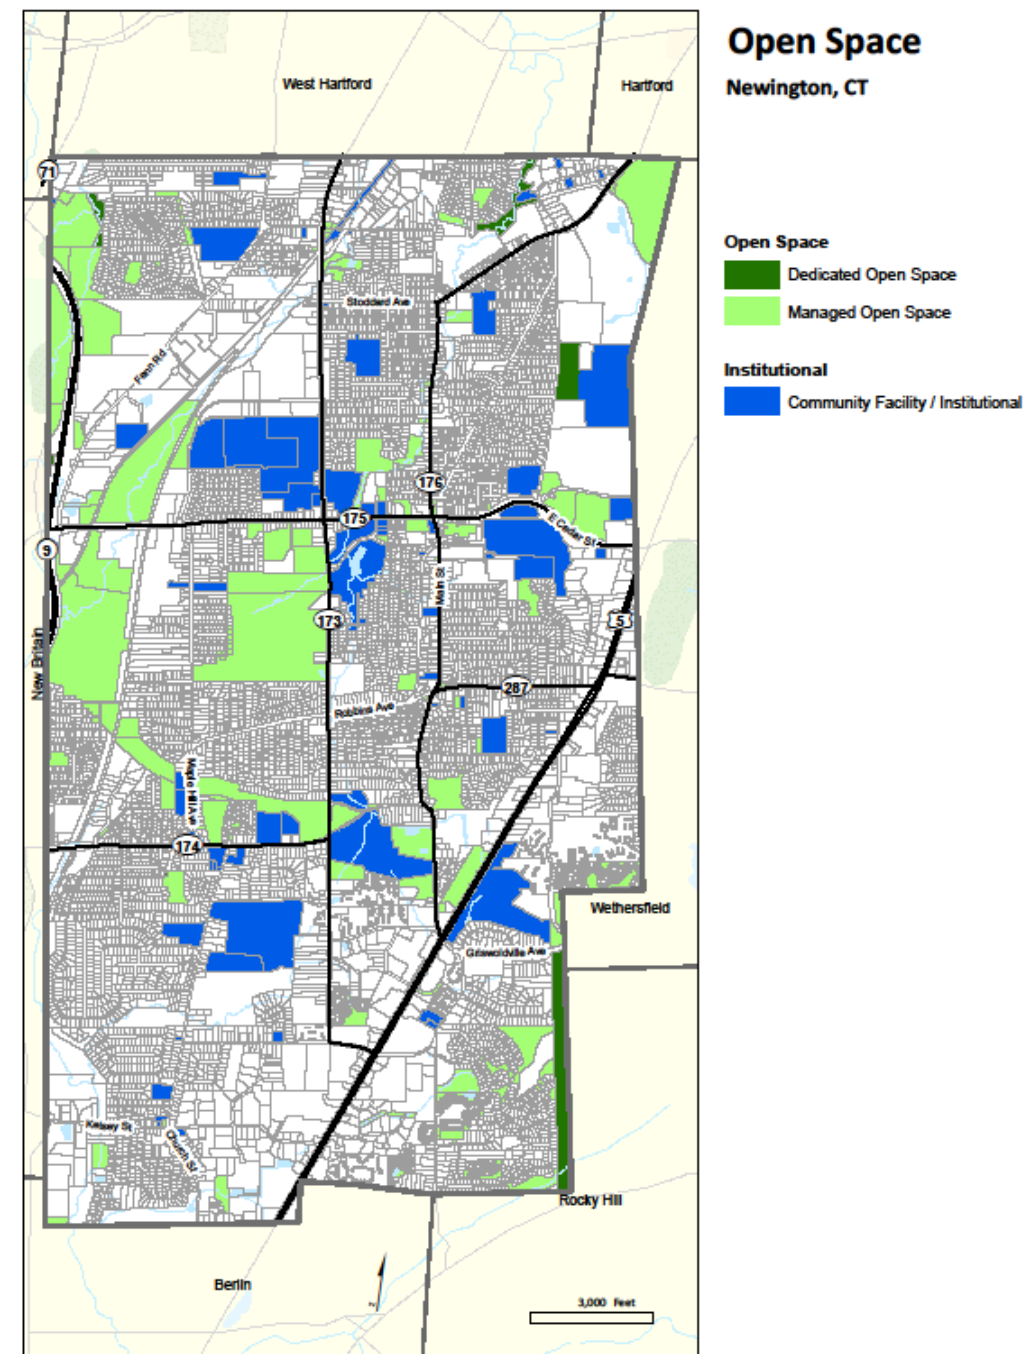 Open Space
Newington, CT
West Hartford
Hartford
71
Open Space
Dedicated Open Space
Managed Open Space
Stoddard Ave
Fenn Rd
Institutional
Community Facility / Institutional
176
175
E Cedar St
9
Main St
173
5
New Britain
287
Robbins Ave
Maple Hill Ave
174
Wethersfield
Griswoldville Ave
Kelsey St
Church St
Rocky Hill
Berlin
3,000 Feet